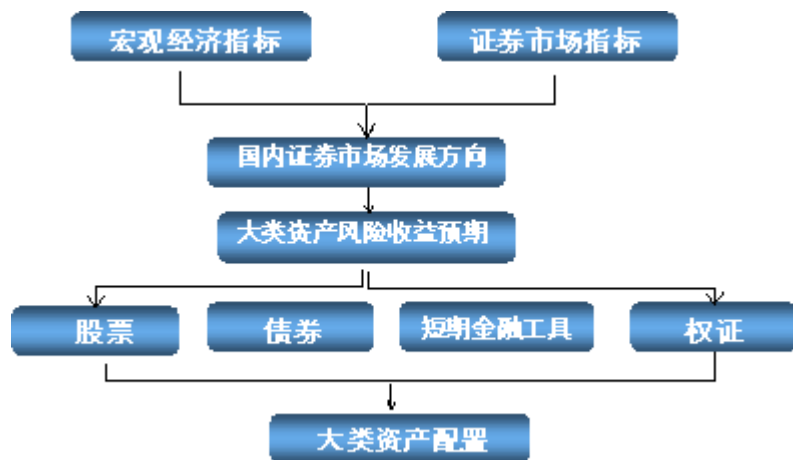 宏观经济指标
证券市场指标
国内证券市场发展方向
大类资产风险收益预期
股票
债券
短期金融工具
权证
大类资产配置